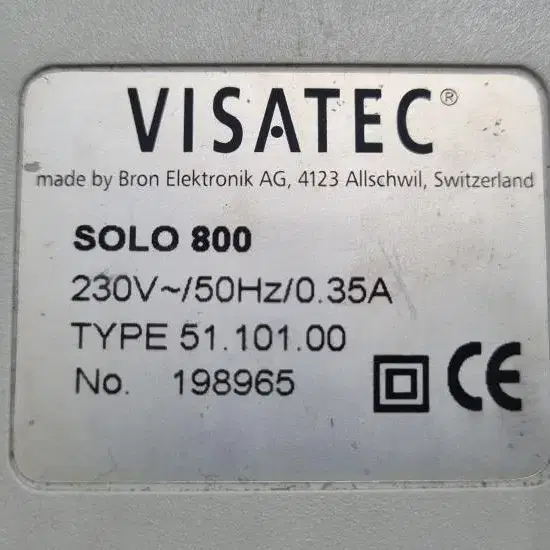 VISATEC®
made by Bron Elektronik AG, 4123 Allschwil, Switzerland
SOLO 800
230V~/50Hz/0.35A
TYPE 51.101.00
No. 198965 CE